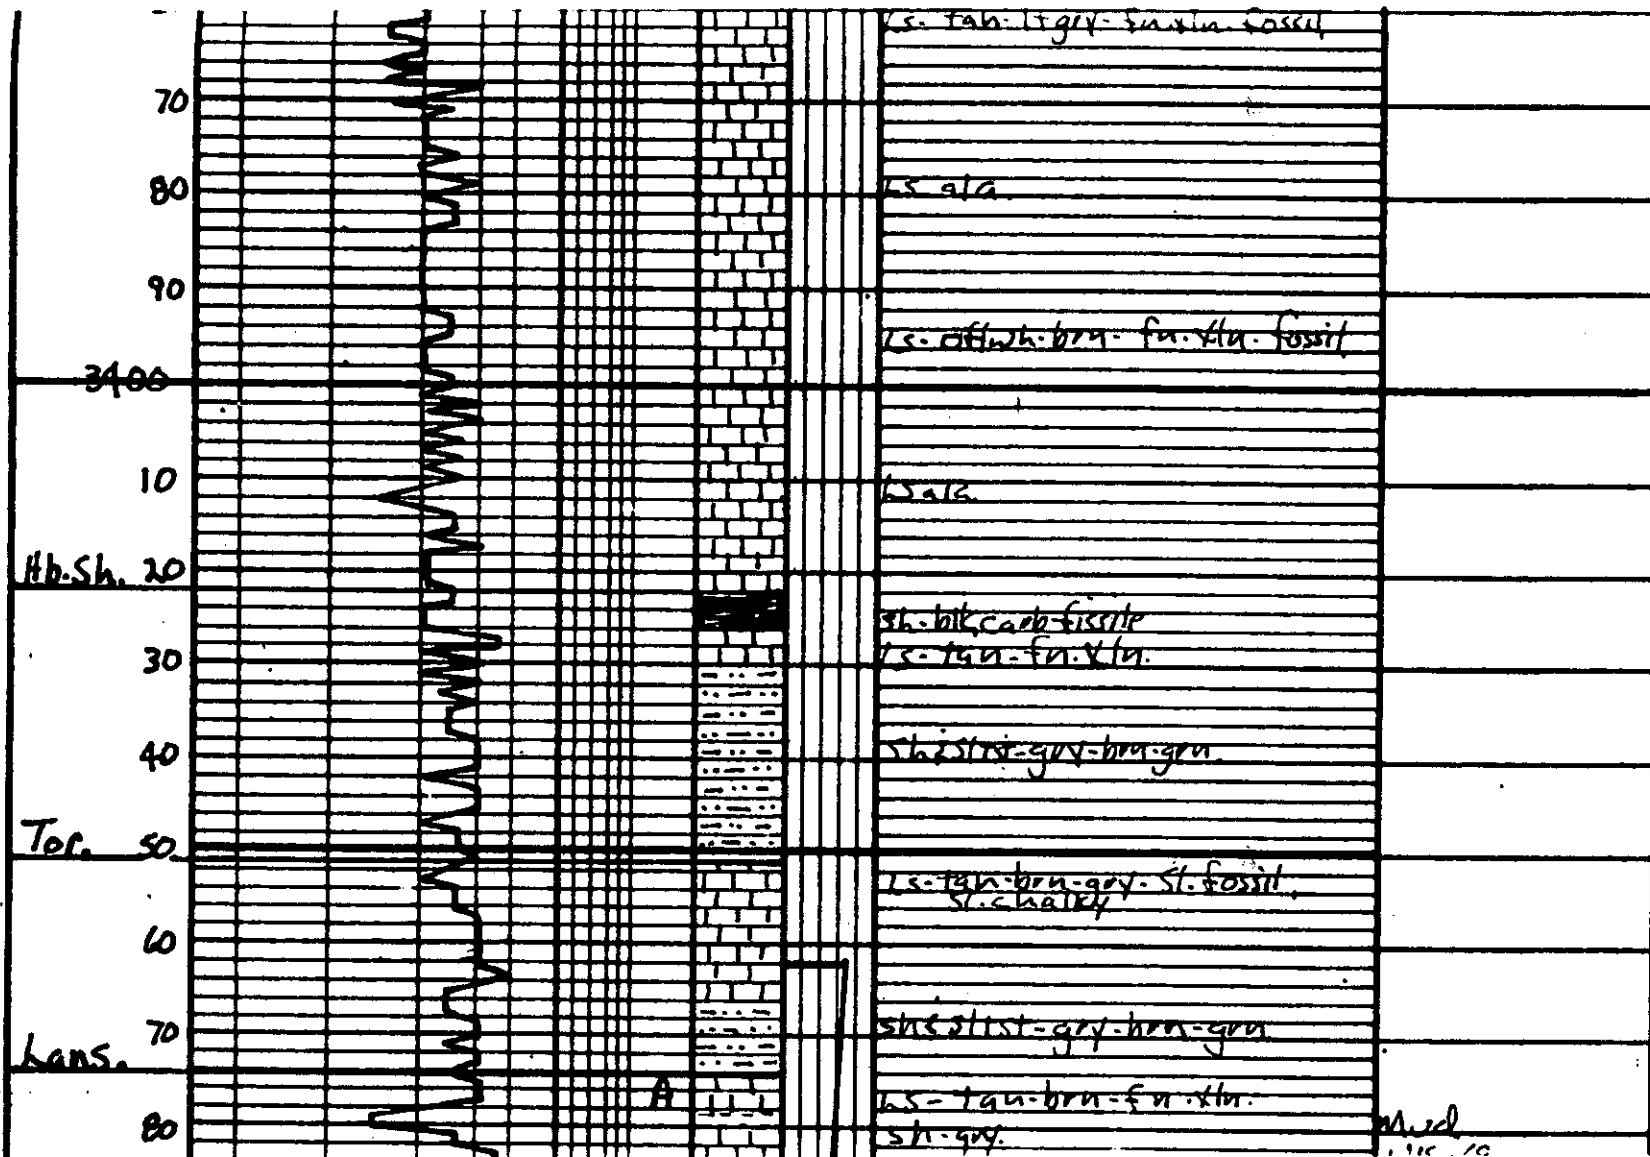 Ls- tan-ltgry-fn.xln. fossil
70
80
Ls a/a
90
Ls- off/wh-brn- fn.xln. fossil
3400
10
Ls a/a
Hb.Sh. 20
sh-blk, carb-fissile
30
Ls- tan-fn.xln.
40
sh&sltst-gry-brn-grn
Tor. 50
Ls-tan-brn-gry-sl.fossil,
sl.chalky
60
70
sh&sltst-gry-brn-grn
Lans.
A
Ls- tan-brn-fn.xln.
80
sh-gry.
Mud